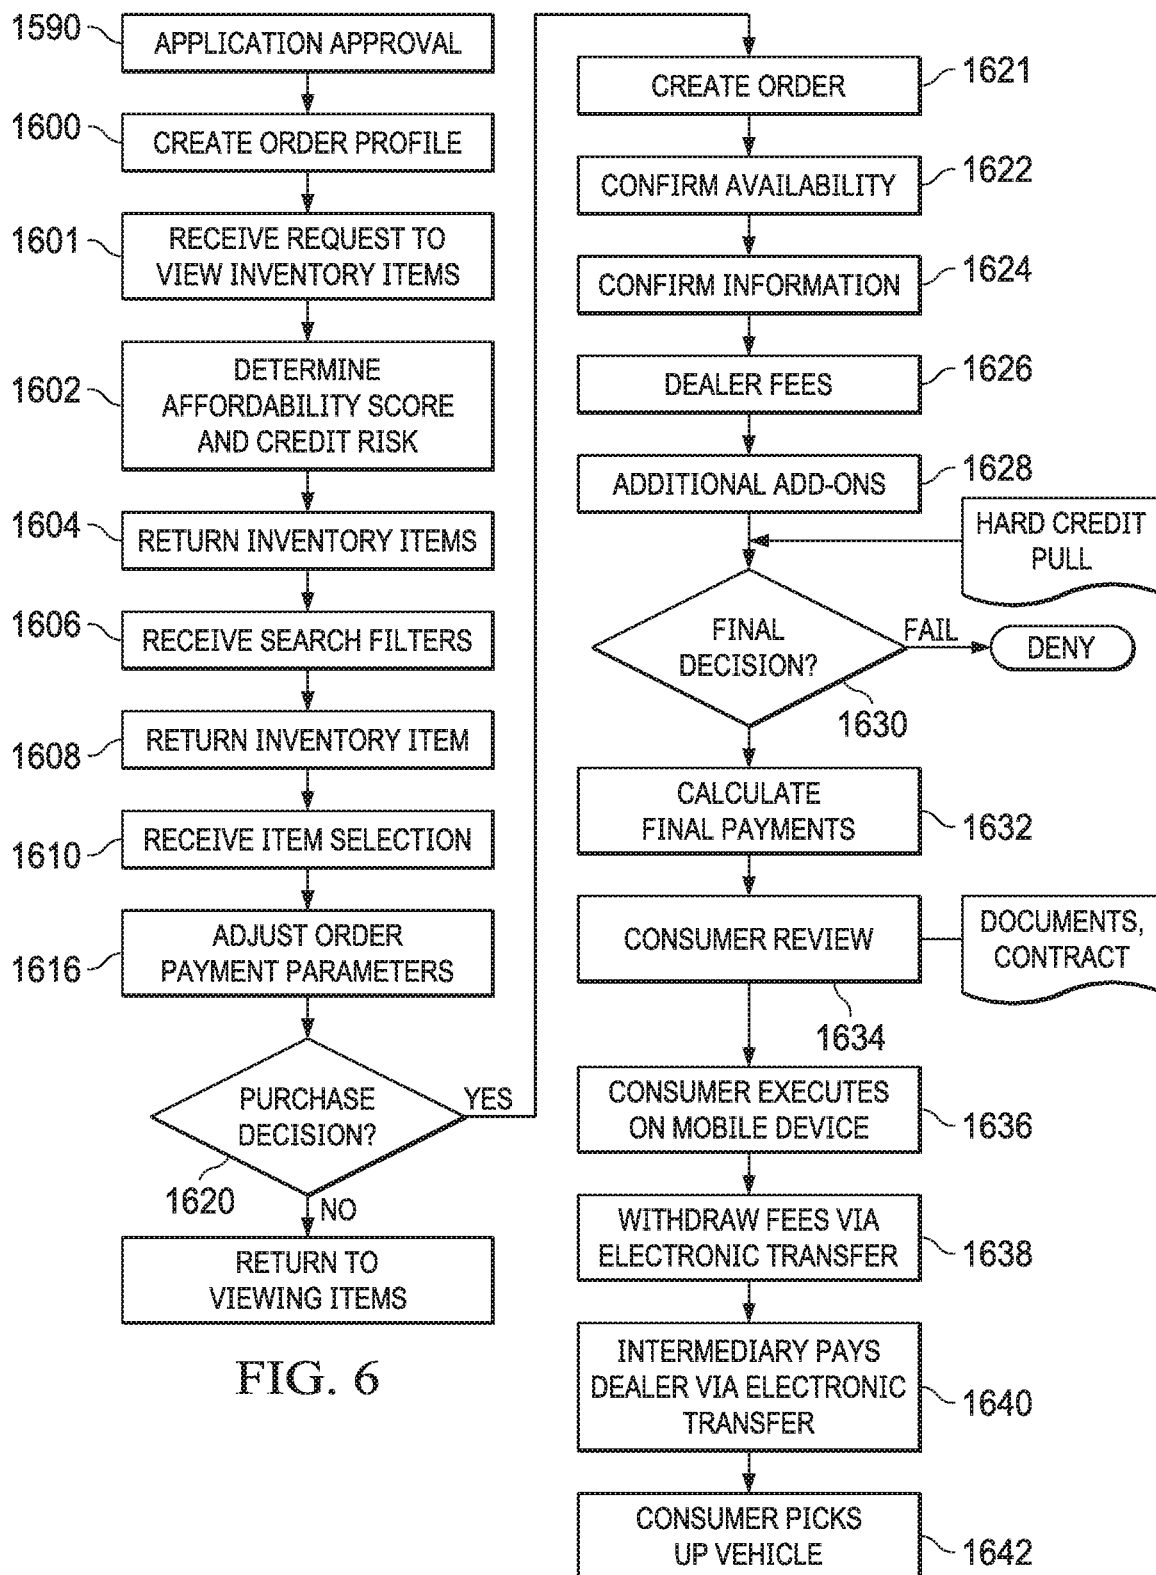 1590
APPLICATION APPROVAL
1600
CREATE ORDER PROFILE
1601
RECEIVE REQUEST TO
VIEW INVENTORY ITEMS
1602
DETERMINE
AFFORDABILITY SCORE
AND CREDIT RISK
1604
RETURN INVENTORY ITEMS
1606
RECEIVE SEARCH FILTERS
1608
RETURN INVENTORY ITEM
1610
RECEIVE ITEM SELECTION
1616
ADJUST ORDER
PAYMENT PARAMETERS
PURCHASE
DECISION?
YES
1620
NO
RETURN TO
VIEWING ITEMS
FIG. 6
CREATE ORDER
1621
CONFIRM AVAILABILITY
1622
CONFIRM INFORMATION
1624
DEALER FEES
1626
ADDITIONAL ADD-ONS
1628
HARD CREDIT
PULL
FINAL
DECISION?
FAIL
DENY
1630
CALCULATE
FINAL PAYMENTS
1632
CONSUMER REVIEW
DOCUMENTS,
CONTRACT
1634
CONSUMER EXECUTES
ON MOBILE DEVICE
1636
WITHDRAW FEES VIA
ELECTRONIC TRANSFER
1638
INTERMEDIARY PAYS
DEALER VIA ELECTRONIC
TRANSFER
1640
CONSUMER PICKS
UP VEHICLE
1642